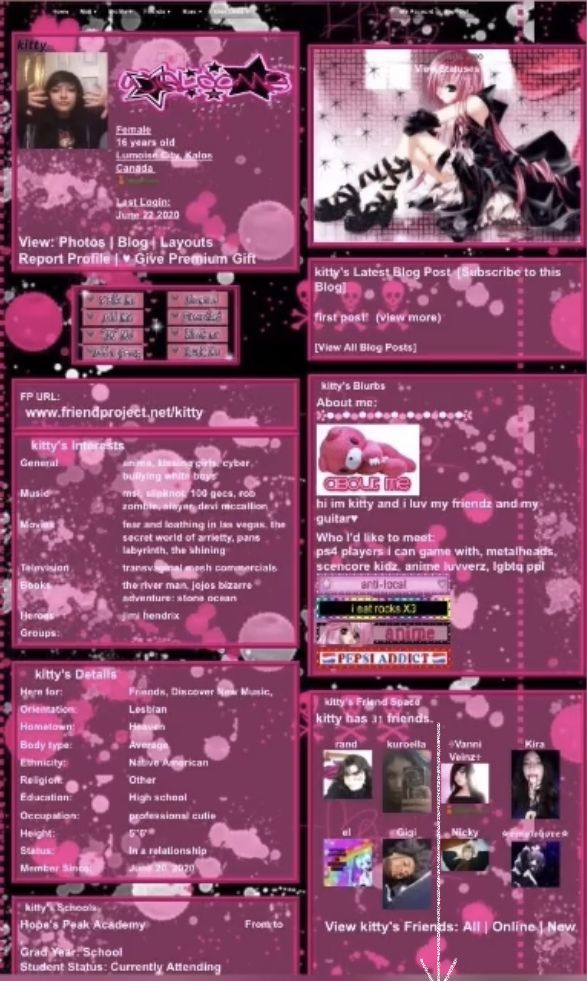 kitty
Female
16 years old
Lumoise City, Kalos
Canada
Last Login:
June 22 2020
View: Photos | Blog | Layouts
Report Profile | ♥ Give Premium Gift
View Statuses
kitty's Latest Blog Post [Subscribe to this
Blog]
first post! (view more)
[View All Blog Posts]
FP URL:
www.friendproject.net/kitty
kitty's Interests
General anime, kissing girls, cyber
bullying white boys
Music msi, slipknot, 100 gecs, rob
zombie, slayer, devi mccallion
Movies fear and loathing in las vegas, the
secret world of arrietty, pans
labyrinth, the shining
Television transvaginal mesh commercials
Books the river man, jojos bizarre
adventure: stone ocean
Heroes jimi hendrix
Groups:
kitty's Details
Here for: Friends, Discover New Music,
Orientation: Lesbian
Hometown: Heaven
Body type: Average
Ethnicity: Native American
Religion: Other
Education: High school
Occupation: professional cutie
Height: 5'6"
Status: In a relationship
Member Since: June 20, 2020
kitty's Schools
Hope's Peak Academy From to
Grad Year: School
Student Status: Currently Attending
kitty's Blurbs
About me:
ABOUT ME
hi im kitty and i luv my friendz and my
guitar♥
Who I'd like to meet:
ps4 players i can game with, metalheads,
scencore kidz, anime luvverz, lgbtq ppl
anti-local
i eat rocks X3
anime
PEPSI ADDICT
kitty's Friend Space
kitty has 31 friends.
rand kuroella ÷Vanni Kira
Veinz÷
el Gigi Nicky
View kitty's Friends: All | Online | New